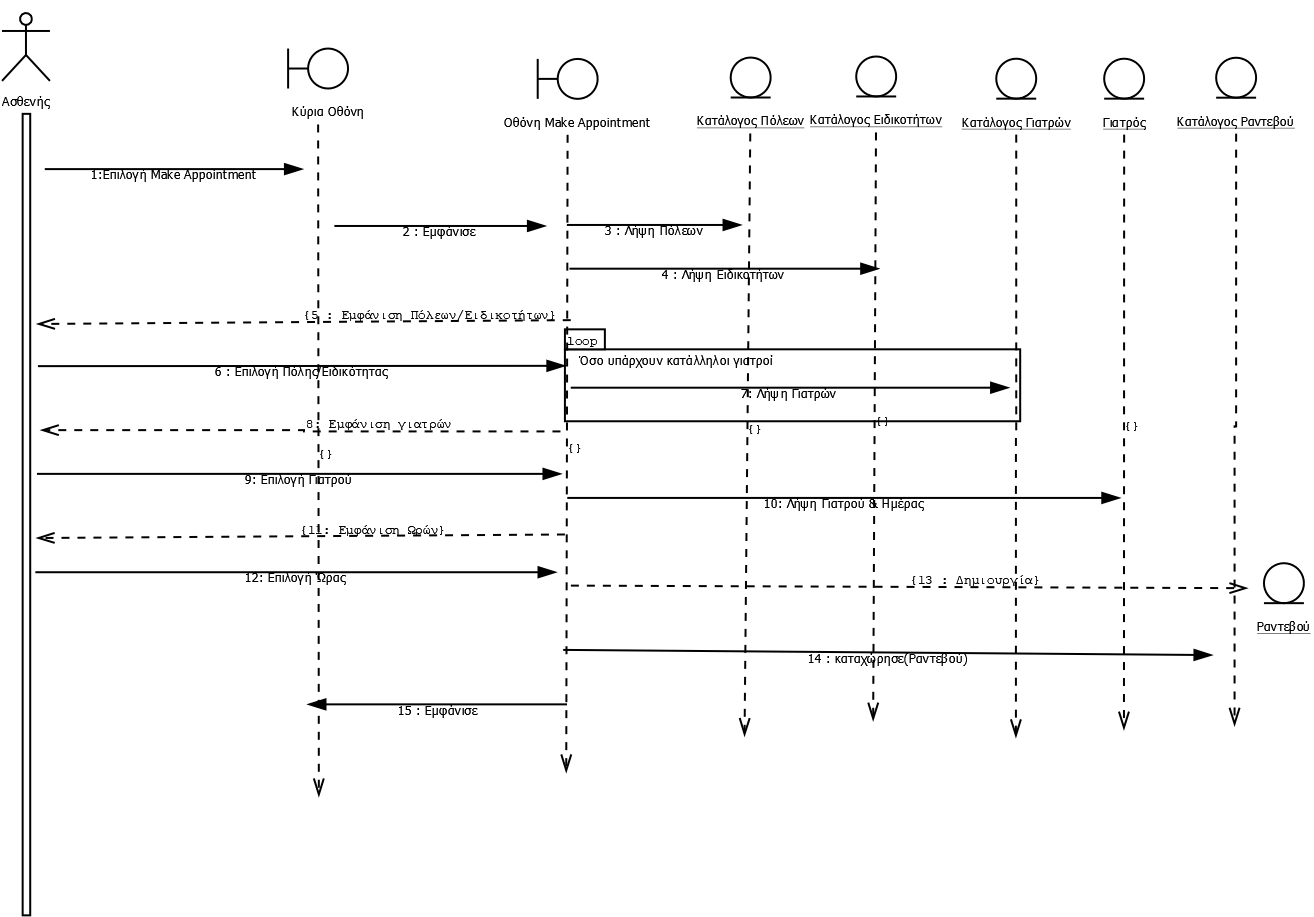 Ασθενής
Κύρια Οθόνη
Οθόνη Make Appointment
Κατάλογος Πόλεων
Κατάλογος Ειδικοτήτων
Κατάλογος Γιατρών
Γιατρός
Κατάλογος Ραντεβού
1:Επιλογή Make Appointment
2 : Εμφάνισε
3 : Λήψη Πόλεων
4 : Λήψη Ειδικοτήτων
{5 : Εμφάνιση Πόλεων/Ειδικοτήτων}
loop
Όσο υπάρχουν κατάλληλοι γιατροί
6 : Επιλογή Πόλης/Ειδικότητας
7: Λήψη Γιατρών
8: Εμφάνιση γιατρών
{}
{}
{}
{}
{}
9: Επιλογή Γιατρού
10: Λήψη Γιατρού & Ημέρας
{11: Εμφάνιση Ωρών}
12: Επιλογή Ώρας
{13 : Δημιουργία}
Ραντεβού
14 : καταχώρησε(Ραντεβού)
15 : Εμφάνισε